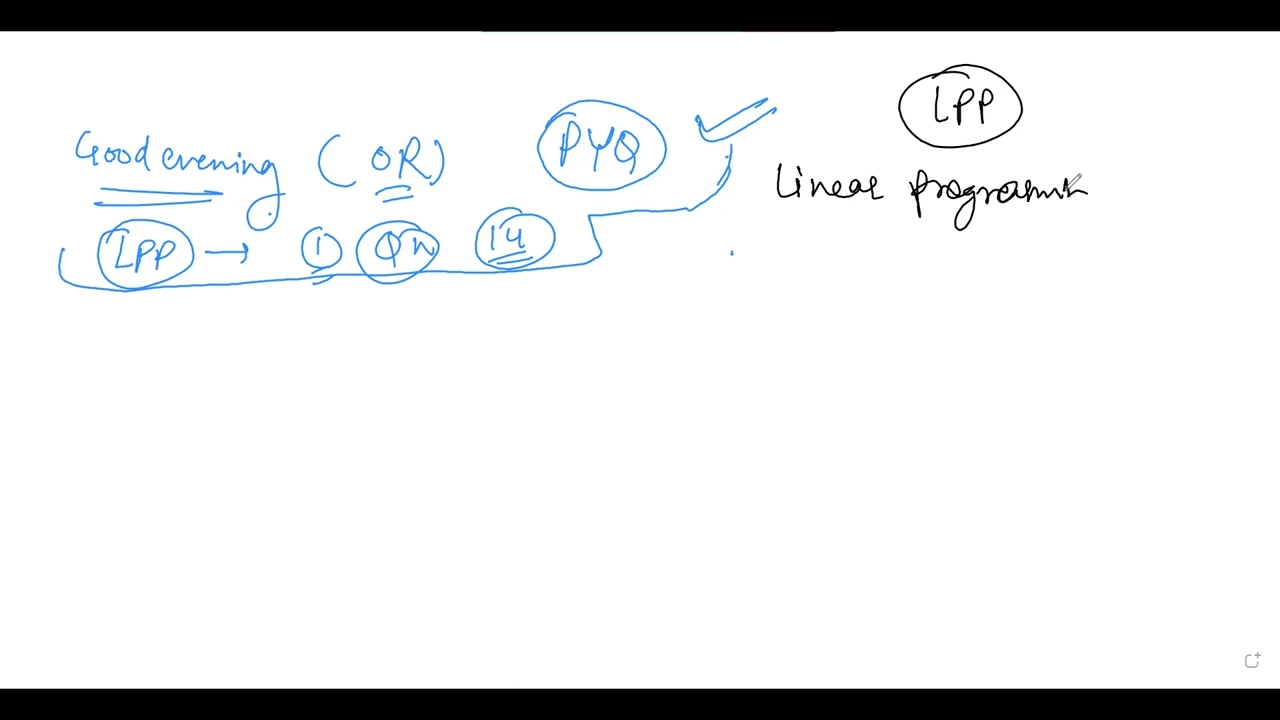 Good evening (OR) PYQ
LPP → 1 Qn 14
LPP
Linear programmin